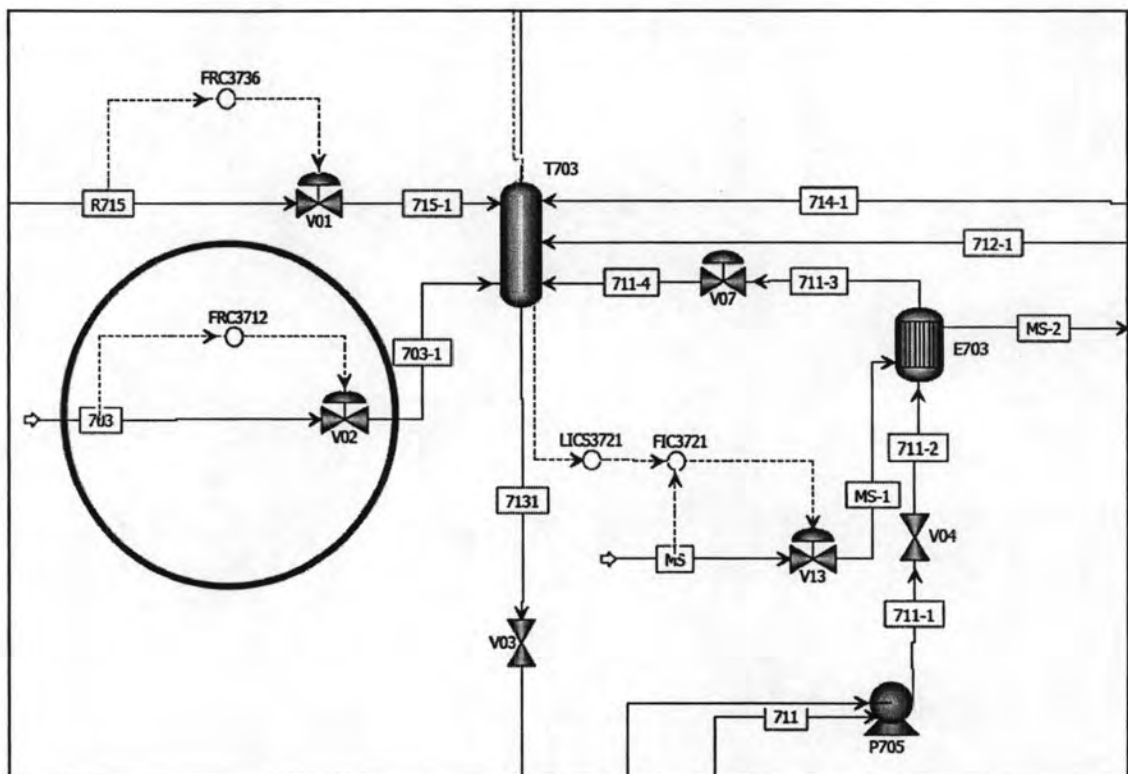 FRC3736
T703
R715
V01
715-1
714-1
712-1
711-4
V07
711-3
FRC3712
703-1
MS-2
E703
703
V02
711-2
LICS3721
FIC3721
7131
MS-1
MS
V13
V04
711-1
V03
711
P705